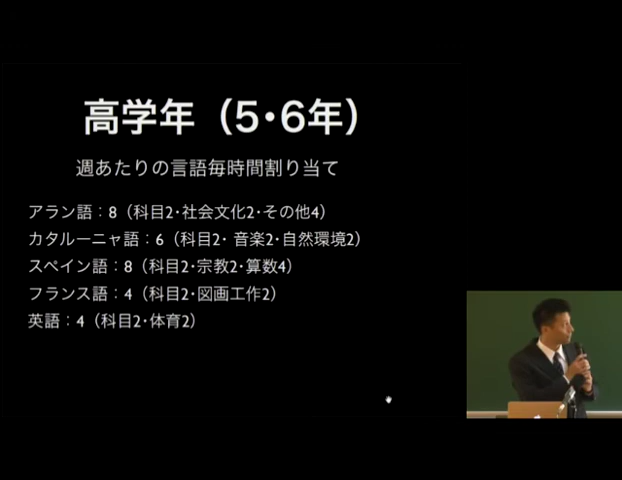 高学年（5・6年）
週あたりの言語毎時間割り当て
アラン語：8（科目2・社会文化2・その他4）
カタルーニャ語：6（科目2・ 音楽2・自然環境2）
スペイン語：8（科目2・宗教2・算数4）
フランス語：4（科目2・図画工作2）
英語：4（科目2・体育2）